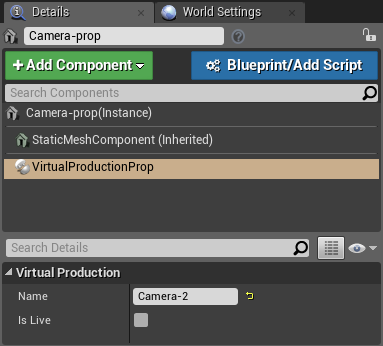 Details
World Settings
Camera-prop
+ Add Component
Blueprint/Add Script
Search Components
Camera-prop(Instance)
StaticMeshComponent (Inherited)
VirtualProductionProp
Search Details
Virtual Production
Name Camera-2
Is Live